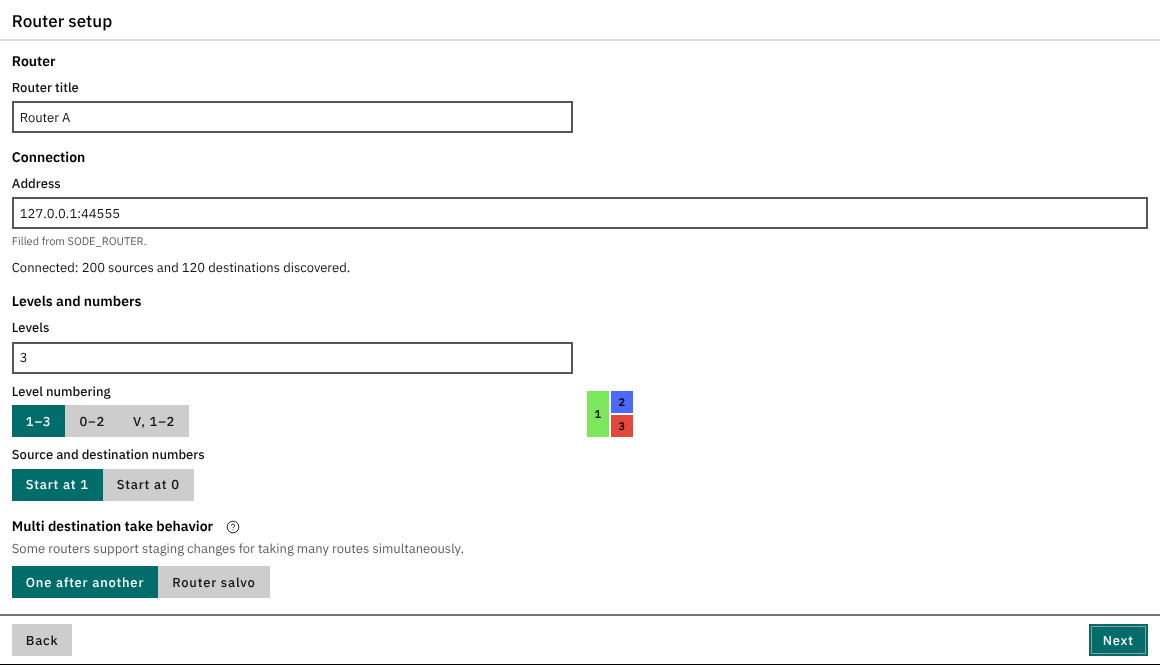 Router setup
Router
Router title
Router A
Connection
Address
127.0.0.1:44555
Filled from SODE_ROUTER.
Connected: 200 sources and 120 destinations discovered.
Levels and numbers
Levels
3
Level numbering
1–3 0–2 V, 1–2
1 2
3
Source and destination numbers
Start at 1 Start at 0
Multi destination take behavior ?
Some routers support staging changes for taking many routes simultaneously.
One after another Router salvo
Back Next